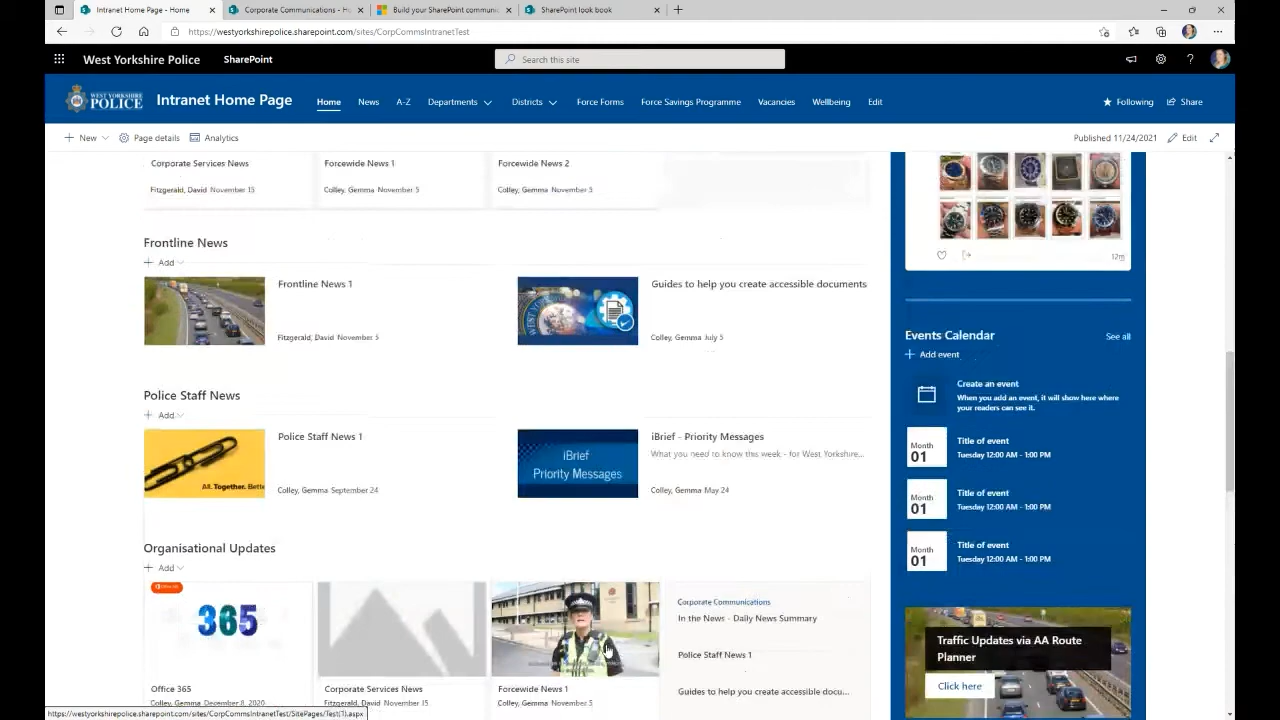 Intranet Home Page - Home
Corporate Communications - Ho
Build your SharePoint communic
SharePoint look book
https://westyorkshirepolice.sharepoint.com/sites/CorpCommsIntranetTest
West Yorkshire Police
SharePoint
Search this site
WEST YORKSHIRE
POLICE
Intranet Home Page
Home
News
A-Z
Departments
Districts
Force Forms
Force Savings Programme
Vacancies
Wellbeing
Edit
Following
Share
New
Page details
Analytics
Published 11/24/2021
Edit
Corporate Services News
Forcewide News 1
Forcewide News 2
Fitzgerald, David November 15
Colley, Gemma November 5
Colley, Gemma November 5
Frontline News
Add
Frontline News 1
Fitzgerald, David November 5
Guides to help you create accessible documents
Colley, Gemma July 5
Police Staff News
Add
All. Together. Bette
Police Staff News 1
Colley, Gemma September 24
iBrief
Priority Messages
iBrief - Priority Messages
What you need to know this week - for West Yorkshire...
Colley, Gemma May 24
Organisational Updates
Add
365
Office 365
Colley, Gemma December 8, 2020
Corporate Services News
Fitzgerald, David November 15
Forcewide News 1
Colley, Gemma November 5
Corporate Communications
In the News - Daily News Summary
Police Staff News 1
Guides to help you create accessible docu...
12m
Events Calendar
See all
Add event
Create an event
When you add an event, it will show here where
your readers can see it.
Month
01
Title of event
Tuesday 12:00 AM - 1:00 PM
Month
01
Title of event
Tuesday 12:00 AM - 1:00 PM
Month
01
Title of event
Tuesday 12:00 AM - 1:00 PM
Traffic Updates via AA Route
Planner
Click here
https://westyorkshirepolice.sharepoint.com/sites/CorpCommsIntranetTest/SitePages/Test(1).aspx